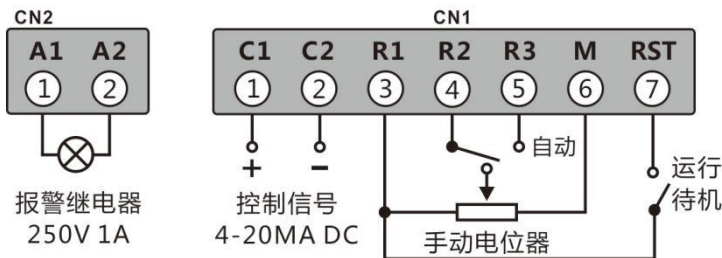 CN2
CN1
A1 A2
C1 C2 R1 R2 R3 M RST
1 2
1 2 3 4 5 6 7
+ −
自动
运行
待机
报警继电器
250V 1A
控制信号
4-20MA DC
手动电位器